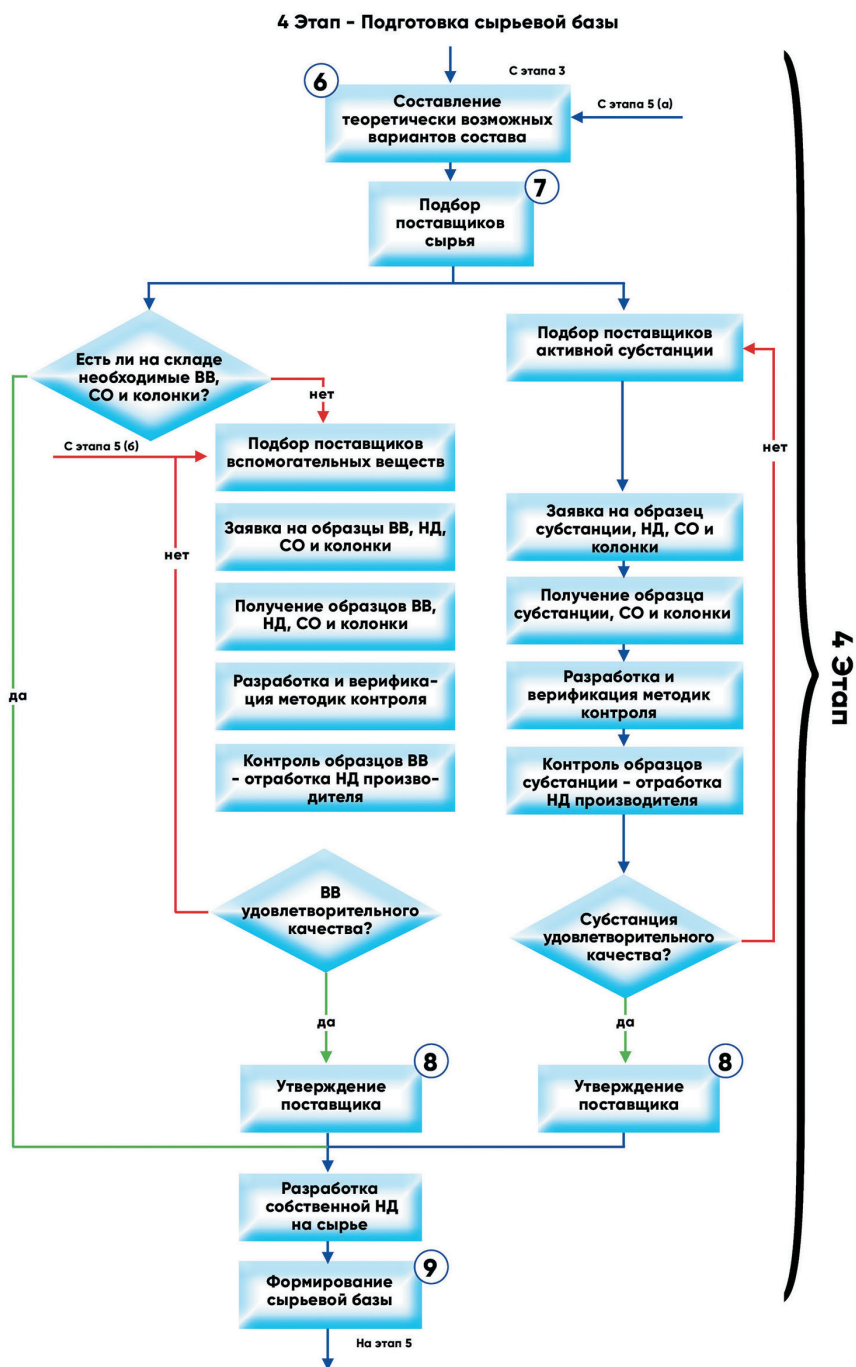 4 Этап - Подготовка сырьевой базы
С этапа 3
6
Составление
теоретически возможных
вариантов состава
С этапа 5 (а)
7
Подбор
поставщиков
сырья
Есть ли на складе
необходимые ВВ,
СО и колонки?
нет
да
Подбор поставщиков
активной субстанции
нет
С этапа 5 (б)
нет
Подбор поставщиков
вспомогательных веществ
Заявка на образцы ВВ, НД,
СО и колонки
Получение образцов ВВ,
НД, СО и колонки
Разработка и верифика-
ция методик контроля
Контроль образцов ВВ
- отработка НД произво-
дителя
Заявка на образец
субстанции, НД, СО и
колонки
Получение образца
субстанции, СО и колонки
Разработка и
верификация методик
контроля
Контроль образцов
субстанции - отработка
НД производителя
ВВ
удовлетворительного
качества?
да
Субстанция
удовлетворительного
качества?
да
8
Утверждение
поставщика
8
Утверждение
поставщика
Разработка
собственной НД
на сырье
9
Формирование
сырьевой базы
На этап 5
4 Этап